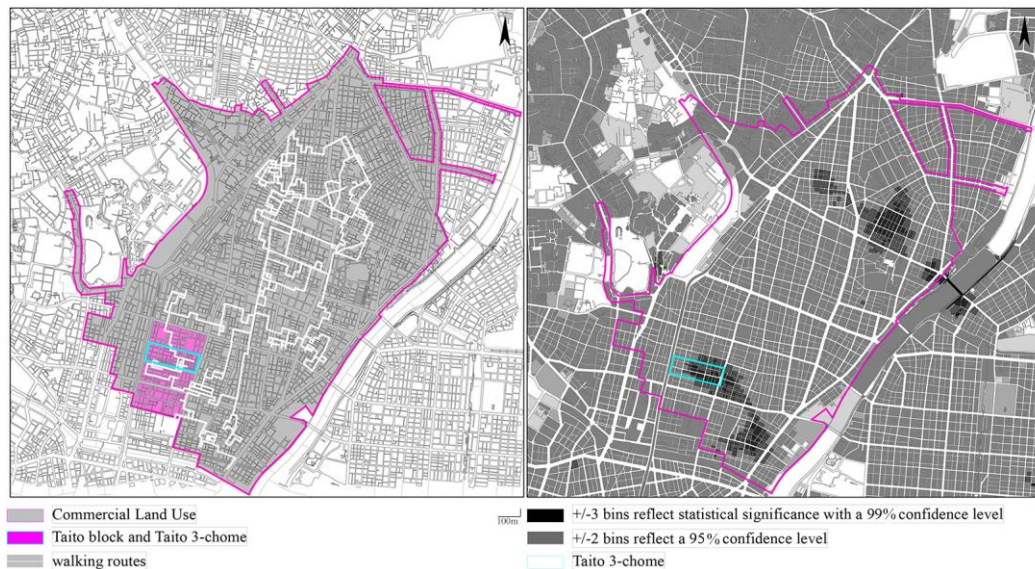 Commercial Land Use
Taito block and Taito 3-chome
walking routes
100m
+/-3 bins reflect statistical significance with a 99% confidence level
+/-2 bins reflect a 95% confidence level
Taito 3-chome